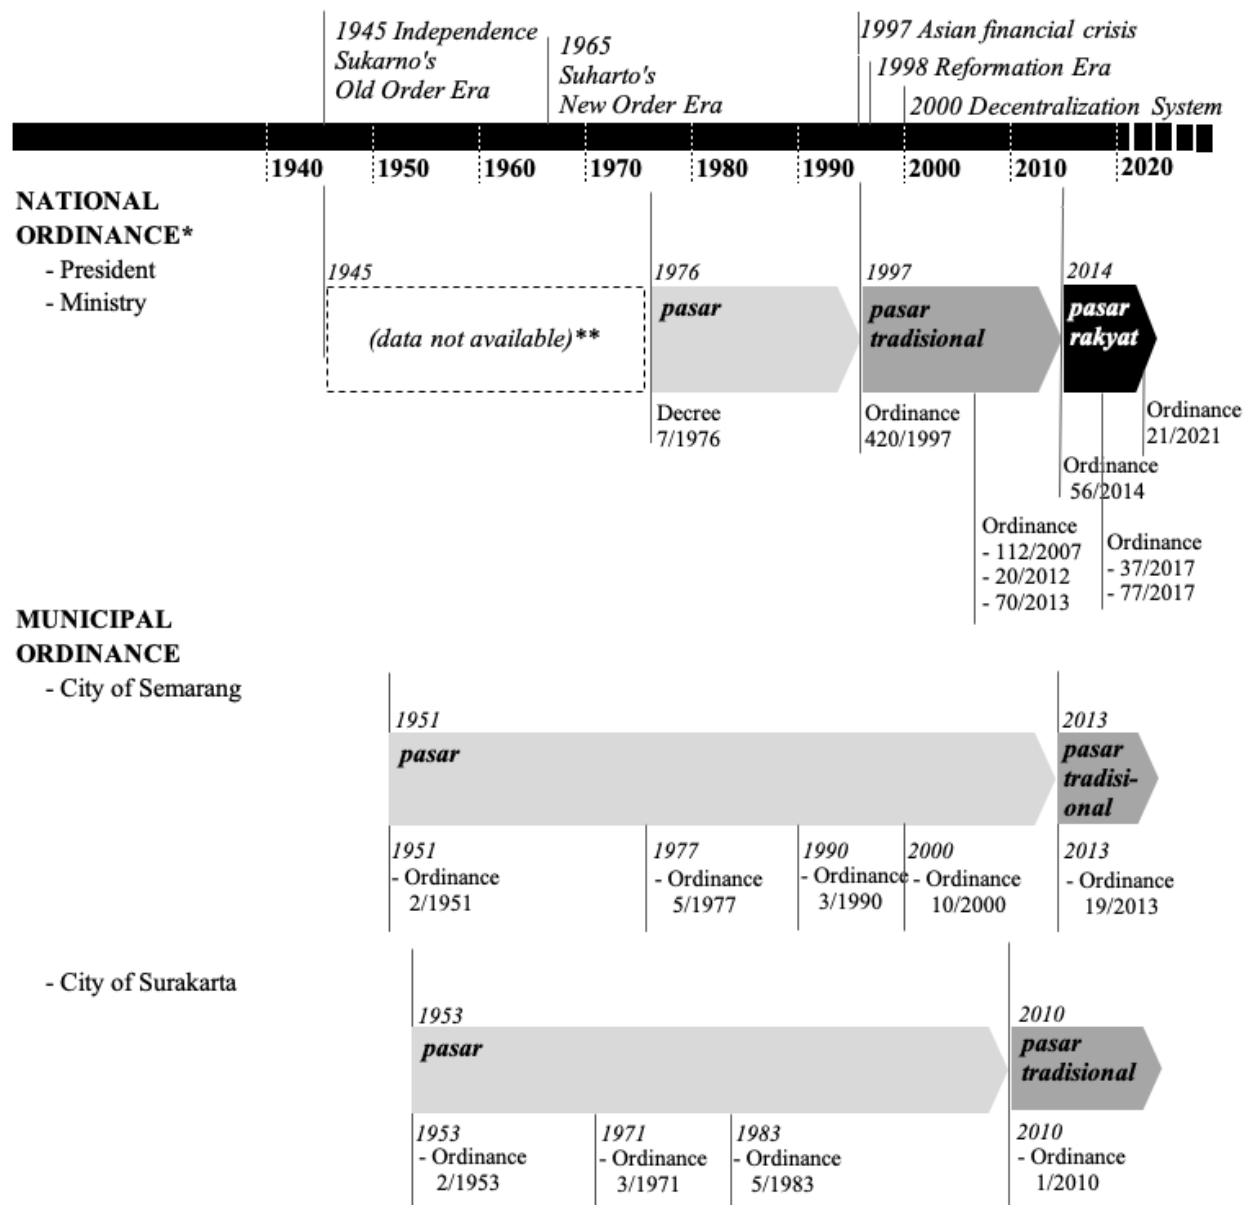 1945 Independence
Sukarno's
Old Order Era
1965
Suharto's
New Order Era
1997 Asian financial crisis
1998 Reformation Era
2000 Decentralization System
1940 1950 1960 1970 1980 1990 2000 2010 2020
NATIONAL
ORDINANCE*
- President
- Ministry
1945
(data not available)**
1976
pasar
Decree
7/1976
1997
pasar
tradisional
Ordinance
420/1997
2014
pasar
rakyat
Ordinance
21/2021
Ordinance
56/2014
Ordinance
- 112/2007
- 20/2012
- 70/2013
Ordinance
- 37/2017
- 77/2017
MUNICIPAL
ORDINANCE
- City of Semarang
1951
pasar
2013
pasar
tradisi-
onal
1951
- Ordinance
2/1951
1977
- Ordinance
5/1977
1990
- Ordinance
3/1990
2000
- Ordinance
10/2000
2013
- Ordinance
19/2013
- City of Surakarta
1953
pasar
2010
pasar
tradisional
1953
- Ordinance
2/1953
1971
- Ordinance
3/1971
1983
- Ordinance
5/1983
2010
- Ordinance
1/2010